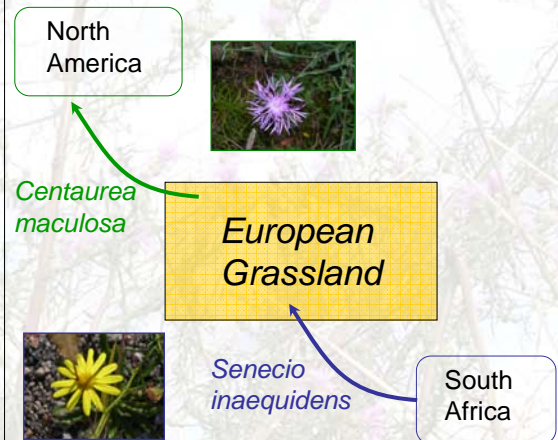 North
America
Centaurea
maculosa
European
Grassland
Senecio
inaequidens
South
Africa